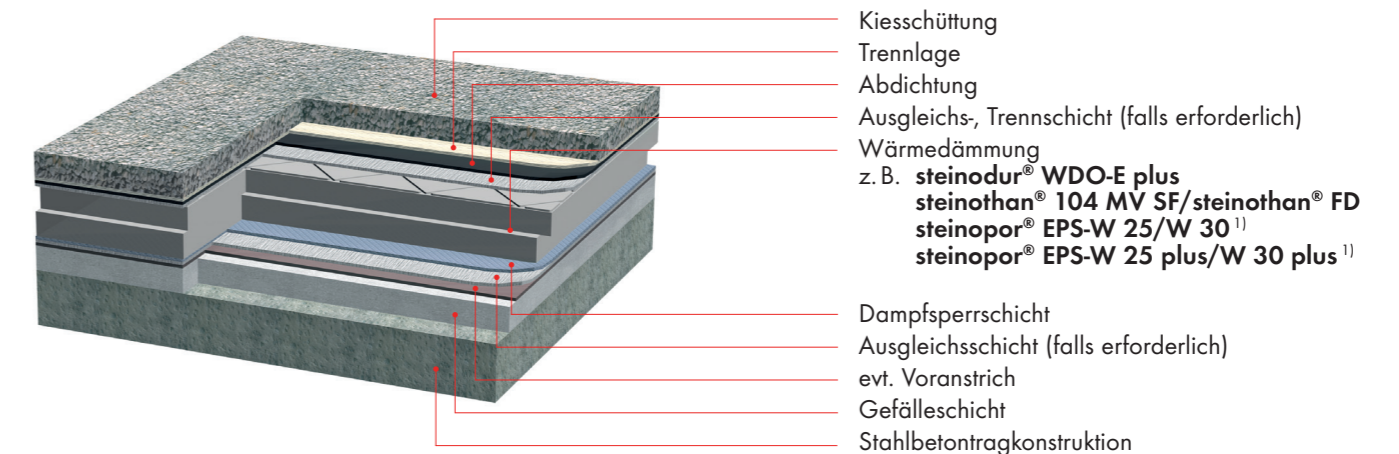 Kiesschüttung
Trennlage
Abdichtung
Ausgleichs-, Trennschicht (falls erforderlich)
Wärmedämmung
z. B. steinodur® WDO-E plus
steinothan® 104 MV SF/steinothan® FD
steinopor® EPS-W 25/W 30 ¹⁾
steinopor® EPS-W 25 plus/W 30 plus ¹⁾
Dampfsperrschicht
Ausgleichsschicht (falls erforderlich)
evt. Voranstrich
Gefälleschicht
Stahlbetontragkonstruktion